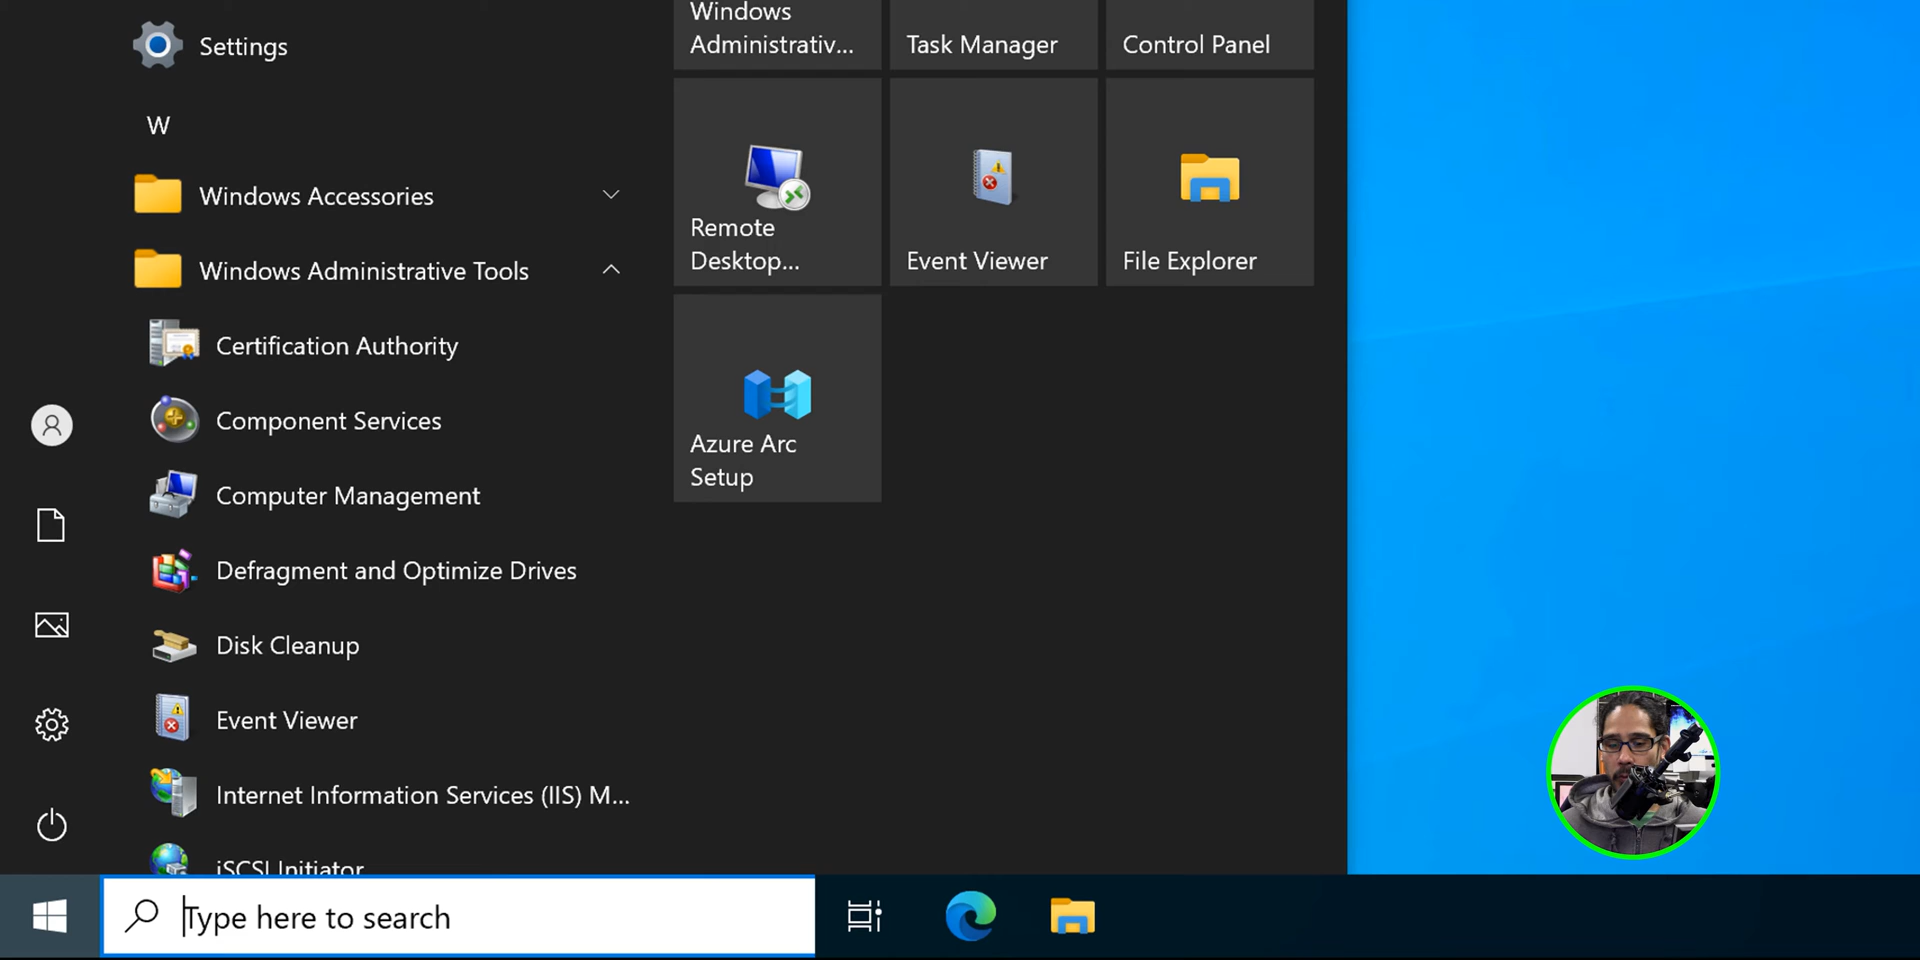 Settings
W
Windows Accessories
Windows Administrative Tools
Certification Authority
Component Services
Computer Management
Defragment and Optimize Drives
Disk Cleanup
Event Viewer
Internet Information Services (IIS) M...
iSCSI Initiator
Windows
Administrativ...
Task Manager
Control Panel
Remote
Desktop...
Event Viewer
File Explorer
Azure Arc
Setup
Type here to search